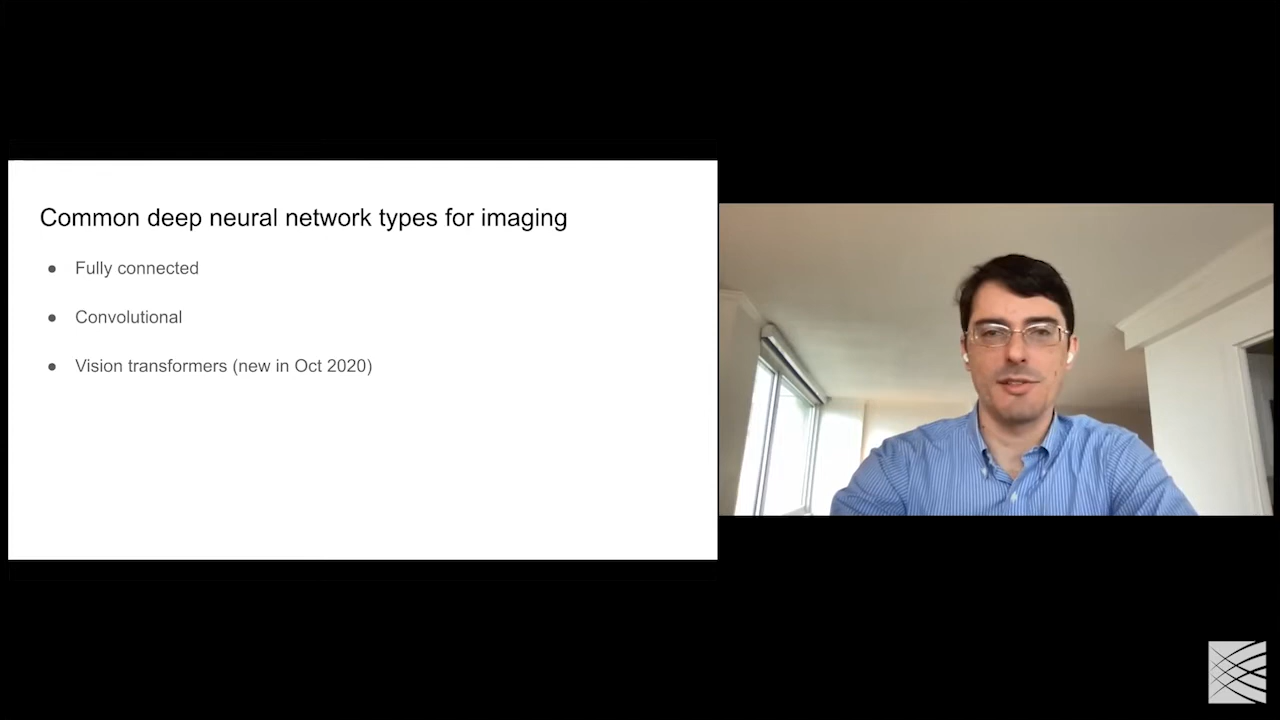 Common deep neural network types for imaging
● Fully connected
● Convolutional
● Vision transformers (new in Oct 2020)